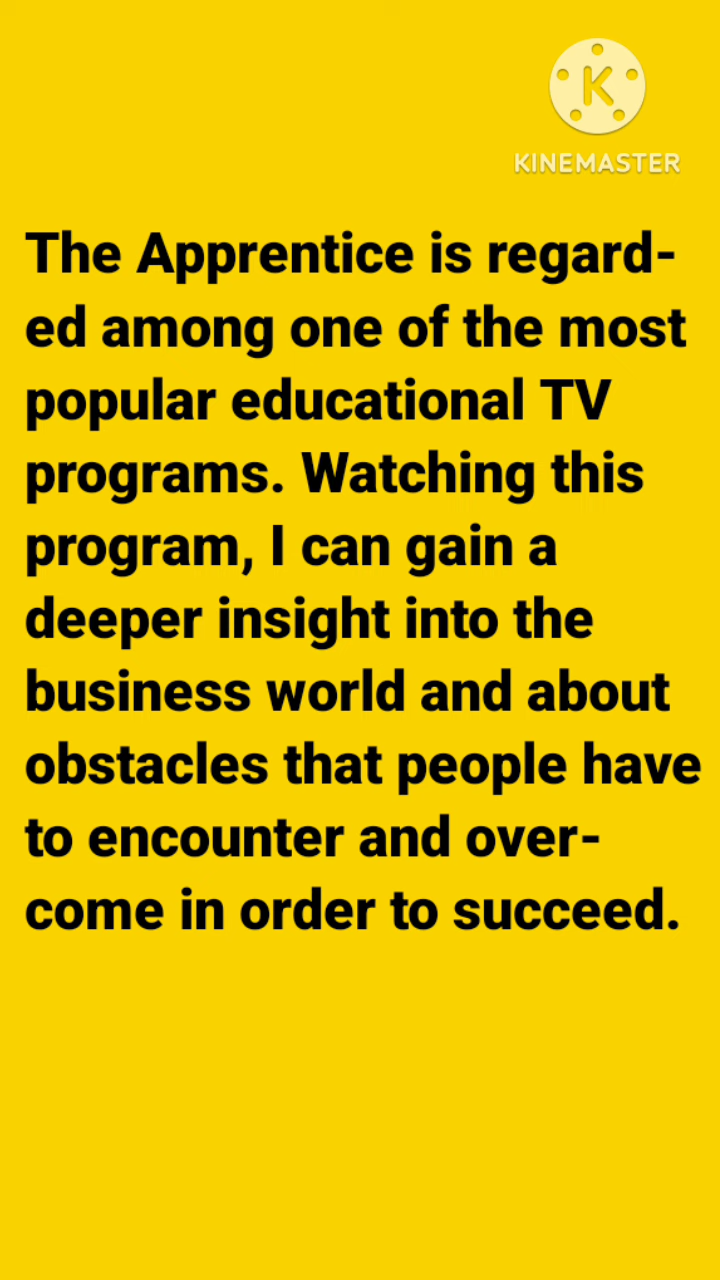 K
KINEMASTER
The Apprentice is regard-
ed among one of the most
popular educational TV
programs. Watching this
program, I can gain a
deeper insight into the
business world and about
obstacles that people have
to encounter and over-
come in order to succeed.